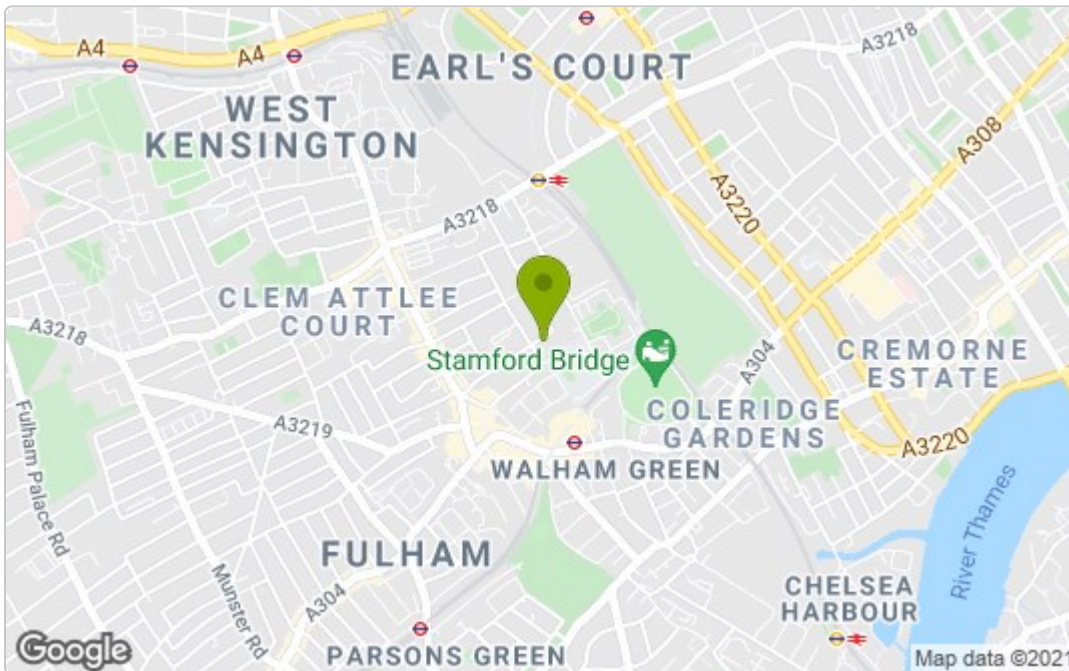 A4
A4
A3218
EARL'S COURT
WEST
KENSINGTON
A308
A3220
A3218
CLEM ATTLEE
COURT
A3218
Stamford Bridge
A304
CREMORNE
ESTATE
COLERIDGE
GARDENS
A3219
A3220
WALHAM GREEN
Fulham Palace Rd
River Thames
FULHAM
Munster Rd
A304
CHELSEA
HARBOUR
PARSONS GREEN
Google
Map data ©2021